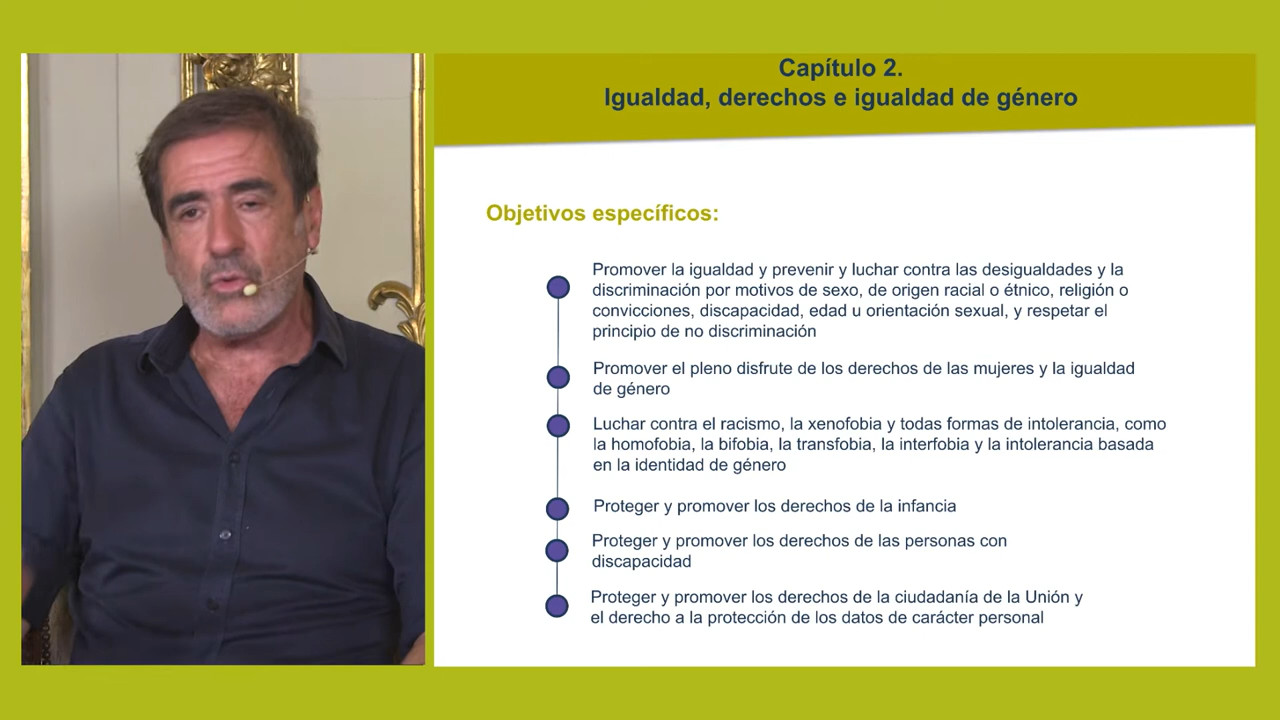 Capítulo 2.
Igualdad, derechos e igualdad de género
Objetivos específicos:
Promover la igualdad y prevenir y luchar contra las desigualdades y la
discriminación por motivos de sexo, de origen racial o étnico, religión o
convicciones, discapacidad, edad u orientación sexual, y respetar el
principio de no discriminación
Promover el pleno disfrute de los derechos de las mujeres y la igualdad
de género
Luchar contra el racismo, la xenofobia y todas formas de intolerancia, como
la homofobia, la bifobia, la transfobia, la interfobia y la intolerancia basada
en la identidad de género
Proteger y promover los derechos de la infancia
Proteger y promover los derechos de las personas con
discapacidad
Proteger y promover los derechos de la ciudadanía de la Unión y
el derecho a la protección de los datos de carácter personal